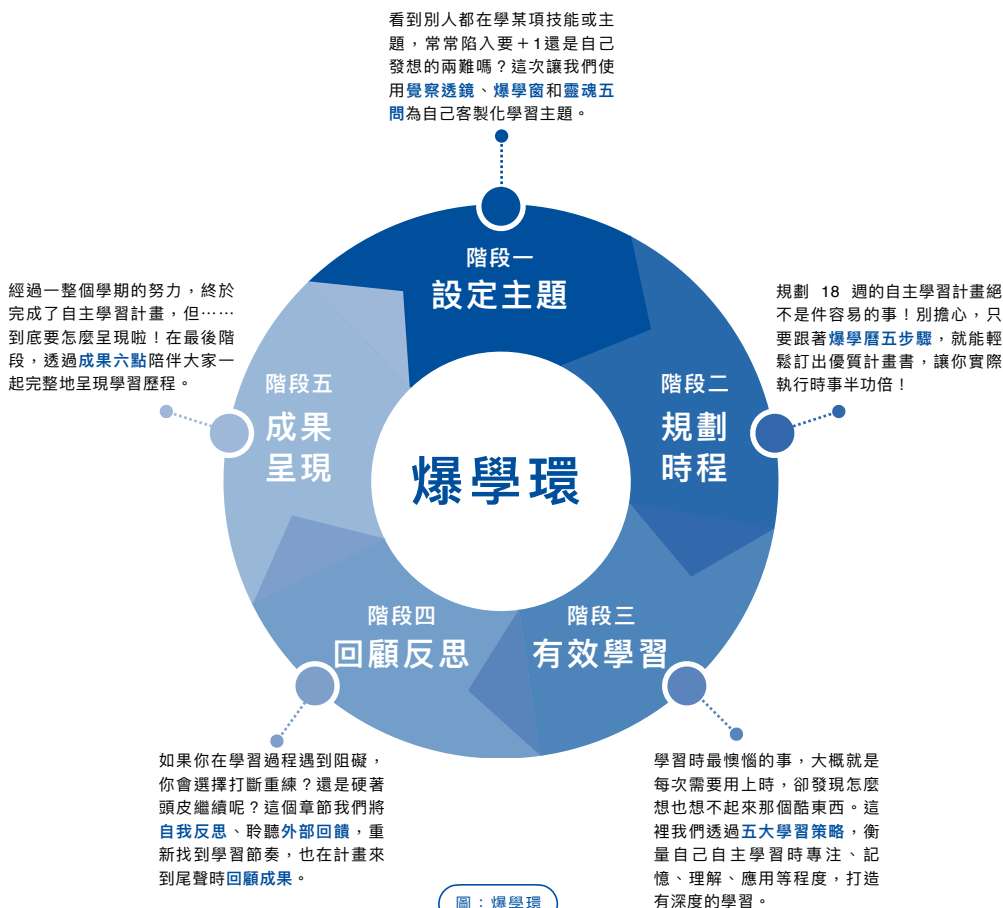 看到別人都在學某項技能或主
題，常常陷入要＋1還是自己
發想的兩難嗎？這次讓我們使
用覺察透鏡、爆學窗和靈魂五
問為自己客製化學習主題。
階段一
設定主題
規劃 18 週的自主學習計畫絕
不是件容易的事！別擔心，只
要跟著爆學曆五步驟，就能輕
鬆訂出優質計畫書，讓你實際
執行時事半功倍！
階段二
規劃
時程
階段三
有效學習
學習時最懊惱的事，大概就是
每次需要用上時，卻發現怎麼
想也想不起來那個酷東西。這
裡我們透過五大學習策略，衡
量自己自主學習時專注、記
憶、理解、應用等程度，打造
有深度的學習。
階段四
回顧反思
如果你在學習過程遇到阻礙，
你會選擇打斷重練？還是硬著
頭皮繼續呢？這個章節我們將
自我反思、聆聽外部回饋，重
新找到學習節奏，也在計畫來
到尾聲時回顧成果。
經過一整個學期的努力，終於
完成了自主學習計畫，但……
到底要怎麼呈現啦！在最後階
段，透過成果六點陪伴大家一
起完整地呈現學習歷程。
階段五
成果
呈現
爆學環
圖：爆學環